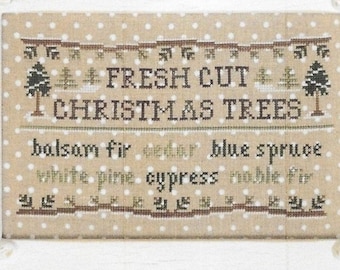 FRESH CUT
CHRISTMAS TREES
balsam fir cedar blue spruce
white pine cypress noble fir